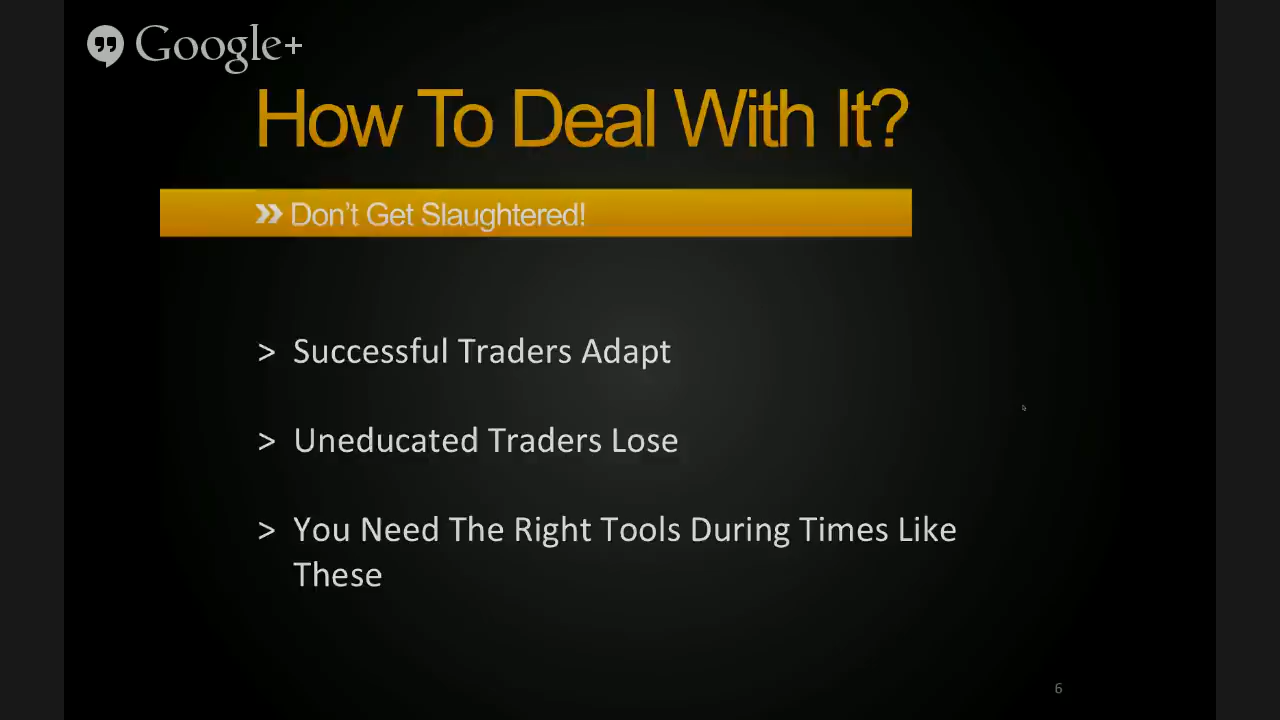 Google+
How To Deal With It?
» Don't Get Slaughtered!
> Successful Traders Adapt
> Uneducated Traders Lose
> You Need The Right Tools During Times Like
These
6